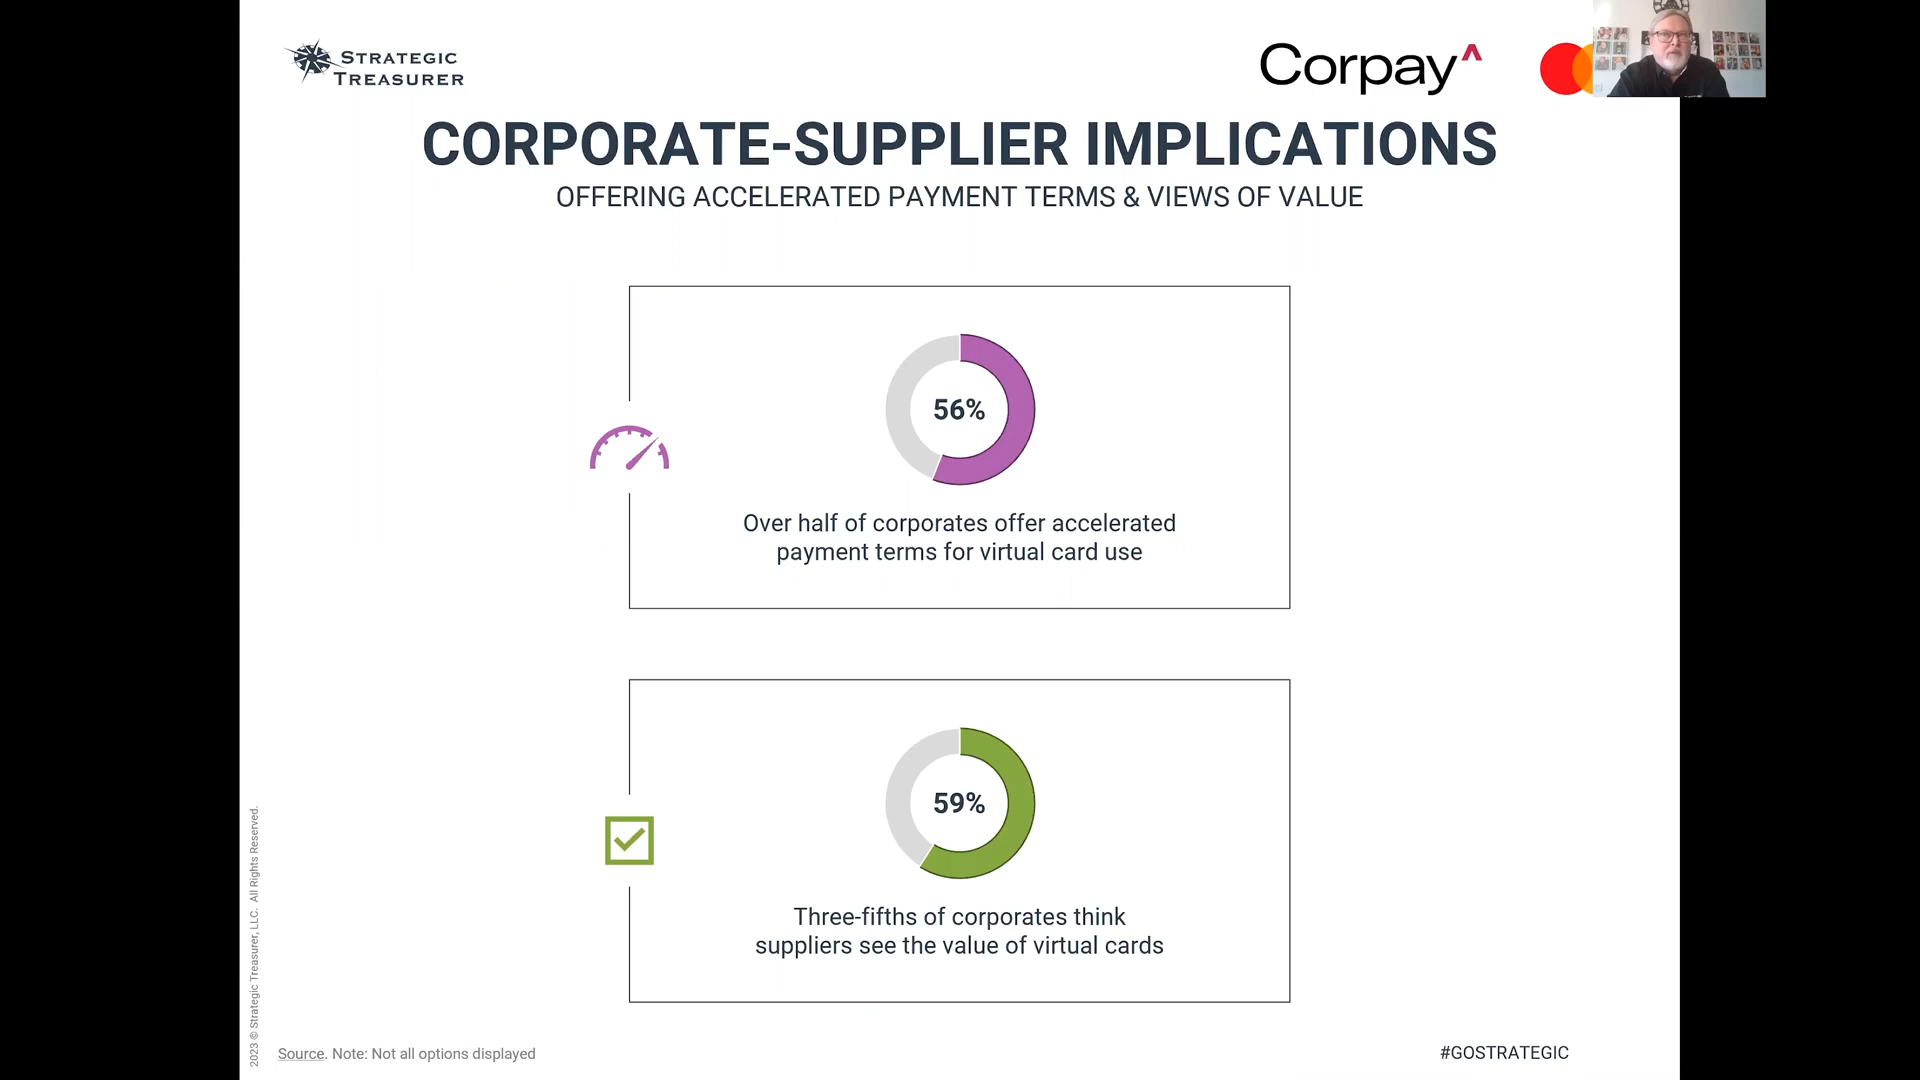 STRATEGIC
TREASURER
Corpay^
CORPORATE-SUPPLIER IMPLICATIONS
OFFERING ACCELERATED PAYMENT TERMS & VIEWS OF VALUE
56%
Over half of corporates offer accelerated
payment terms for virtual card use
59%
Three-fifths of corporates think
suppliers see the value of virtual cards
2023 © Strategic Treasurer, LLC. All Rights Reserved.
Source. Note: Not all options displayed
#GOSTRATEGIC